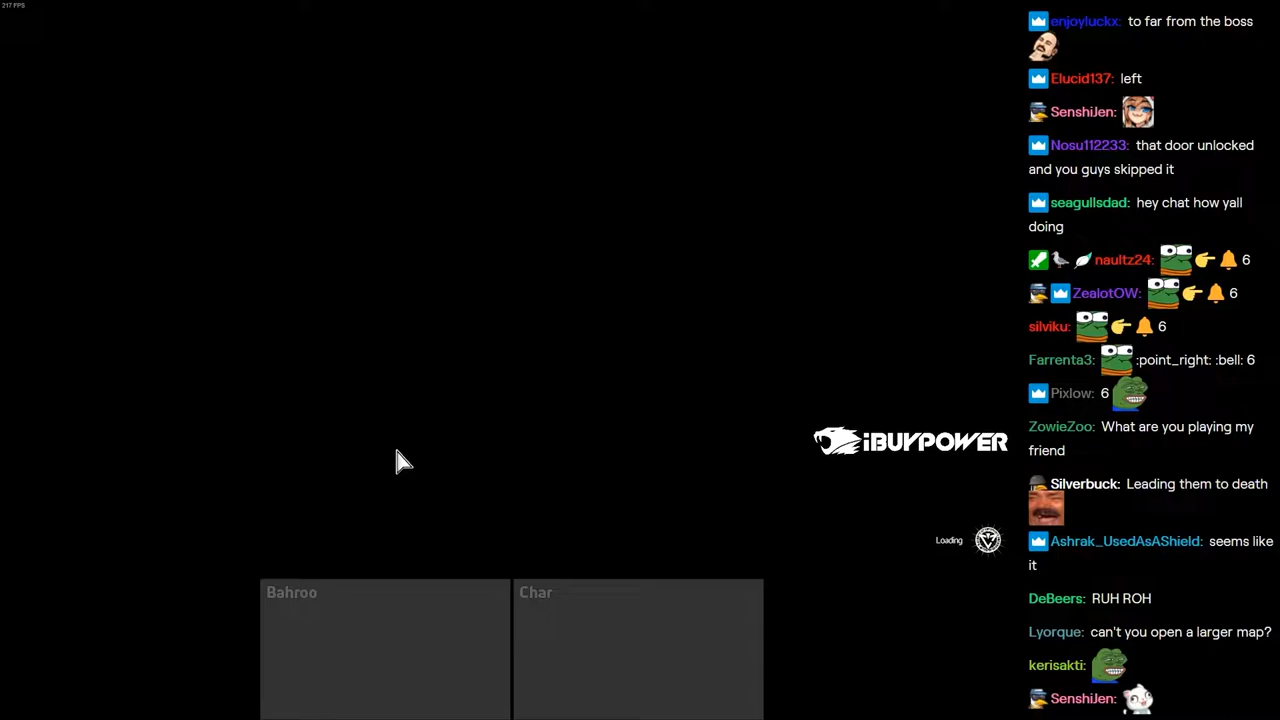 217 FPS
enjoyluckx: to far from the boss
Elucid137: left
SenshiJen:
Nosu112233: that door unlocked
and you guys skipped it
seagullsdad: hey chat how yall
doing
naultz24: 6
ZealotOW: 6
silviku: 6
Farrenta3: :point_right: :bell: 6
Pixlow: 6
ZowieZoo: What are you playing my
friend
Silverbuck: Leading them to death
Ashrak_UsedAsAShield: seems like
it
DeBeers: RUH ROH
Lyorque: can't you open a larger map?
kerisakti:
SenshiJen:
iBUYPOWER
Loading
Bahroo
Char